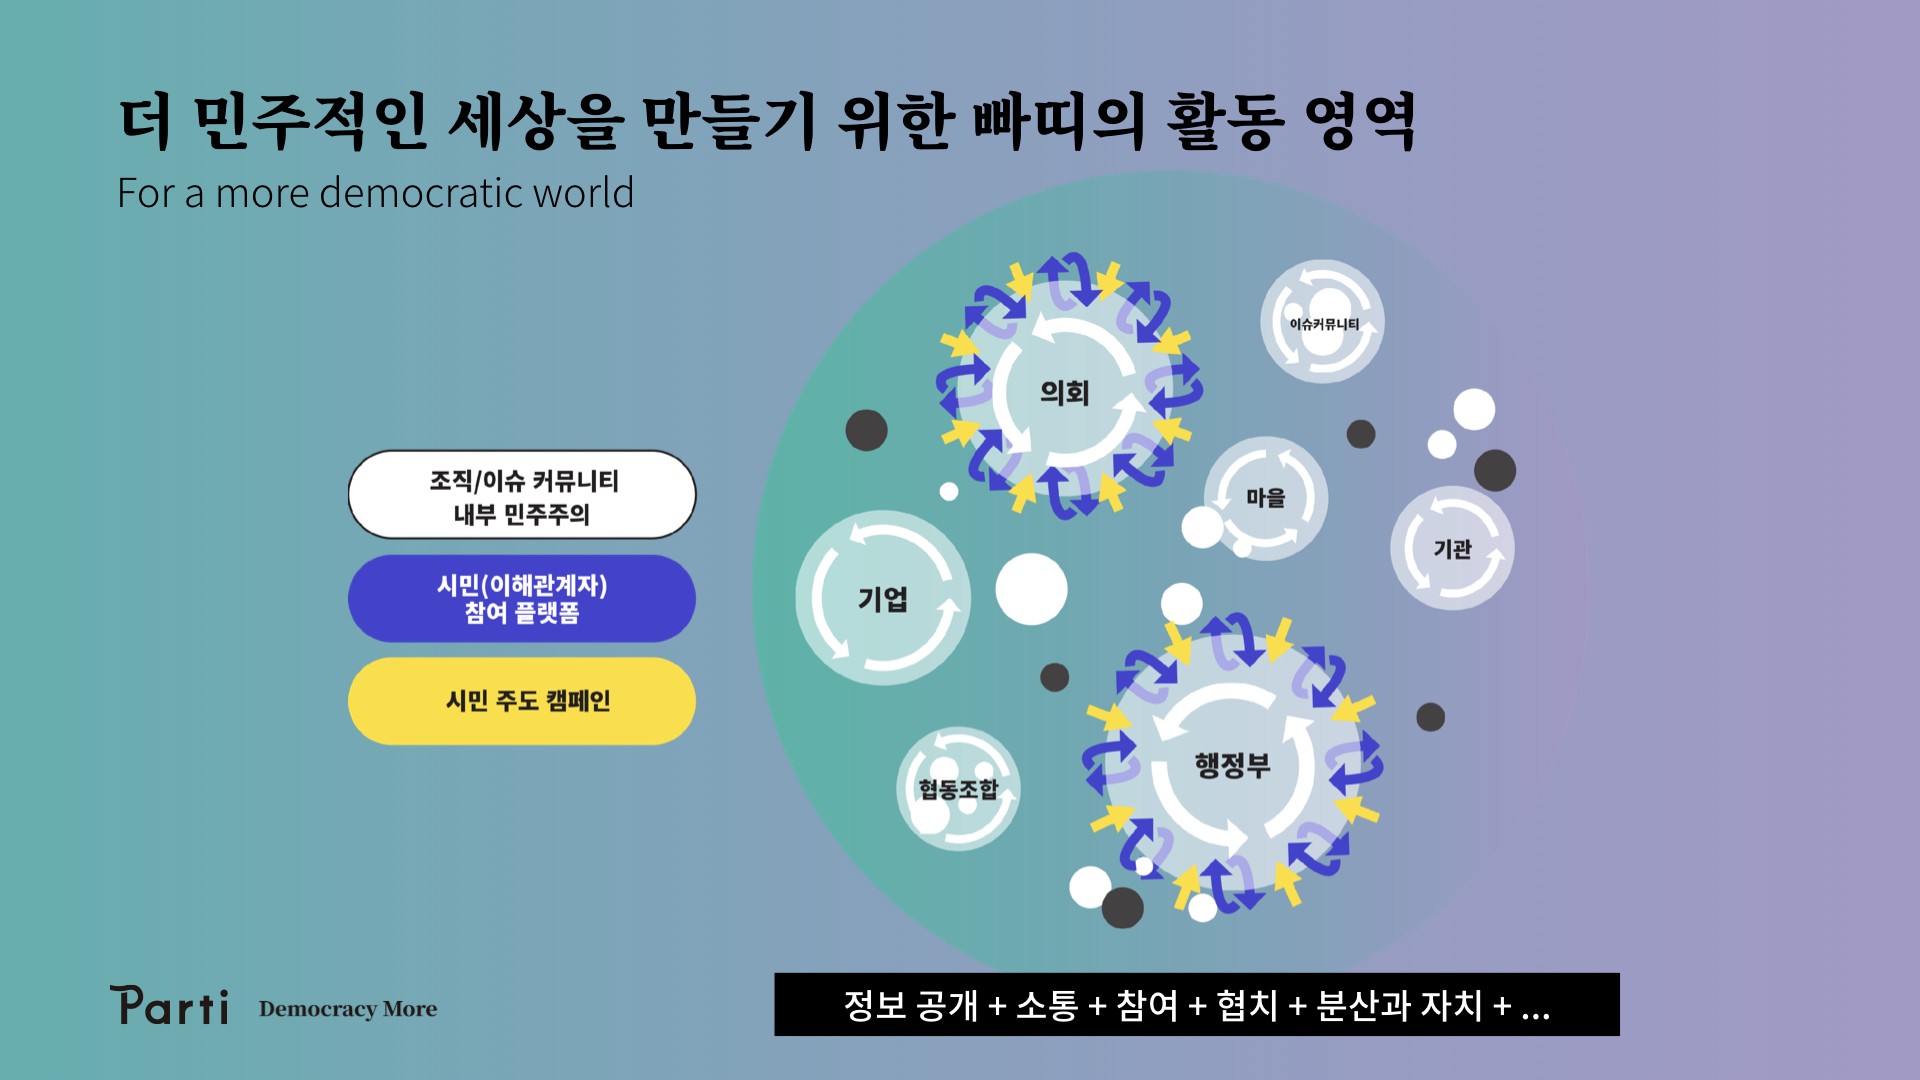 더 민주적인 세상을 만들기 위한 빠띠의 활동 영역
For a more democratic world
조직/이슈 커뮤니티
내부 민주주의
시민(이해관계자)
참여 플랫폼
시민 주도 캠페인
의회
이슈커뮤니티
마을
기관
기업
행정부
협동조합
정보 공개 + 소통 + 참여 + 협치 + 분산과 자치 + ...
Parti
Democracy More